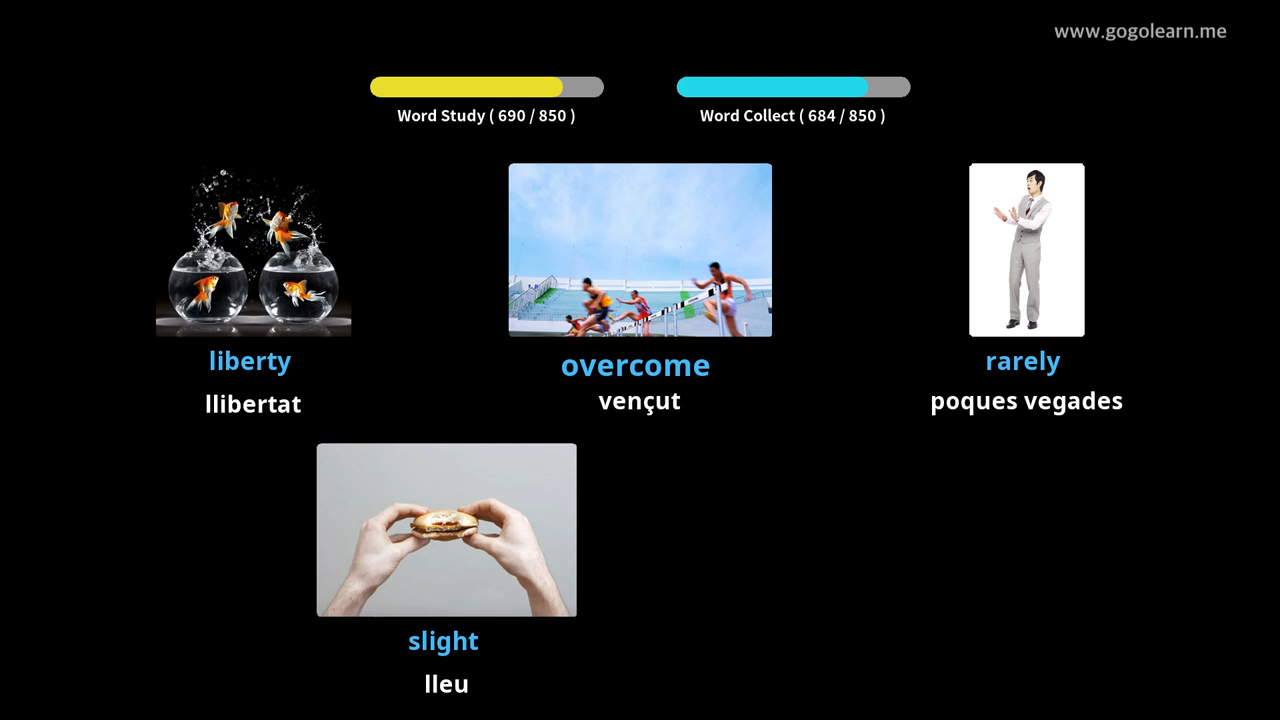 www.gogolearn.me
Word Study ( 690 / 850 )
Word Collect ( 684 / 850 )
liberty
llibertat
overcome
vençut
rarely
poques vegades
slight
lleu